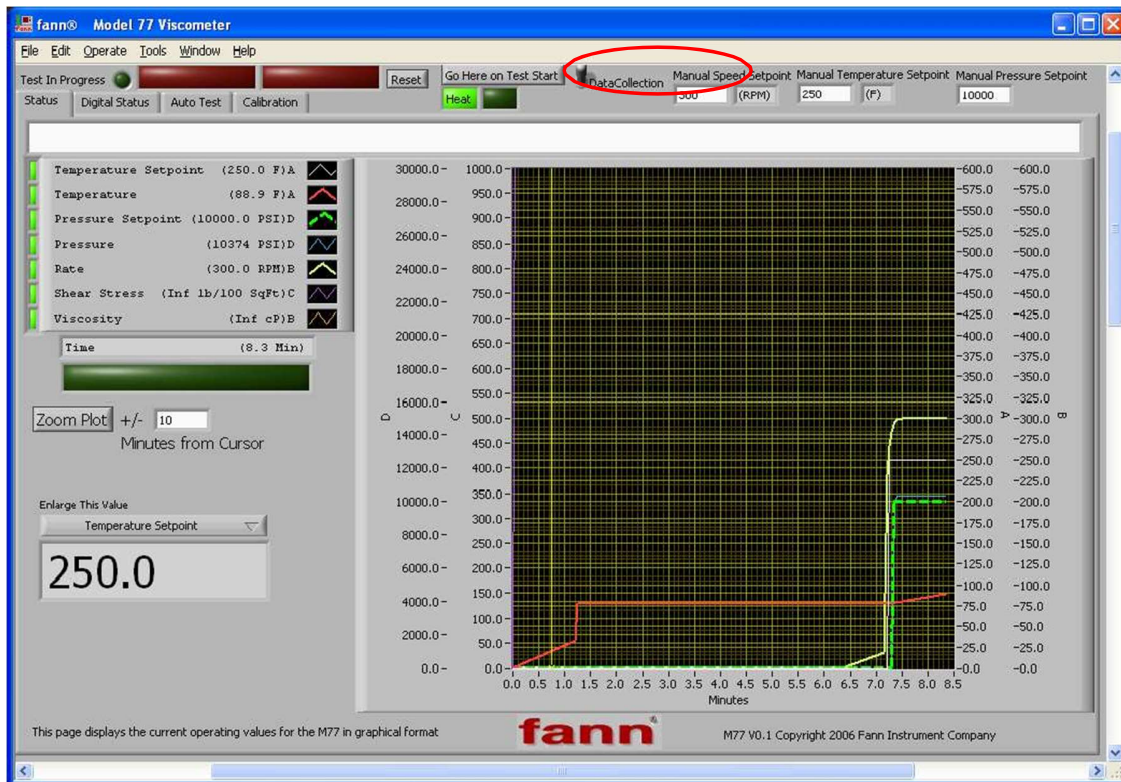 fann® Model 77 Viscometer
File Edit Operate Tools Window Help
Test In Progress Reset Go Here on Test Start DataCollection Manual Speed Setpoint Manual Temperature Setpoint Manual Pressure Setpoint
Heat 300 (RPM) 250 (F) 10000
Status Digital Status Auto Test Calibration
Temperature Setpoint (250.0 F)A
Temperature (88.9 F)A
Pressure Setpoint (10000.0 PSI)D
Pressure (10374 PSI)D
Rate (300.0 RPM)B
Shear Stress (Inf lb/100 SqFt)C
Viscosity (Inf cP)B
Time (8.3 Min)
Zoom Plot +/- 10
Minutes from Cursor
Enlarge This Value
Temperature Setpoint
250.0
30000.0-
28000.0-
26000.0-
24000.0-
22000.0-
20000.0-
18000.0-
16000.0-
14000.0-
12000.0-
10000.0-
8000.0-
6000.0-
4000.0-
2000.0-
0.0-
D
1000.0-
950.0-
900.0-
850.0-
800.0-
750.0-
700.0-
650.0-
600.0-
550.0-
500.0-
450.0-
400.0-
350.0-
300.0-
250.0-
200.0-
150.0-
100.0-
50.0-
0.0-
C
-600.0 -600.0
-575.0 -575.0
-550.0 -550.0
-525.0 -525.0
-500.0 -500.0
-475.0 -475.0
-450.0 -450.0
-425.0 -425.0
-400.0 -400.0
-375.0 -375.0
-350.0 -350.0
-325.0 -325.0
-300.0 A -300.0 B
-275.0 -275.0
-250.0 -250.0
-225.0 -225.0
-200.0 -200.0
-175.0 -175.0
-150.0 -150.0
-125.0 -125.0
-100.0 -100.0
-75.0 -75.0
-50.0 -50.0
-25.0 -25.0
-0.0 -0.0
0.0 0.5 1.0 1.5 2.0 2.5 3.0 3.5 4.0 4.5 5.0 5.5 6.0 6.5 7.0 7.5 8.0 8.5
Minutes
This page displays the current operating values for the M77 in graphical format
fann®
M77 V0.1 Copyright 2006 Fann Instrument Company